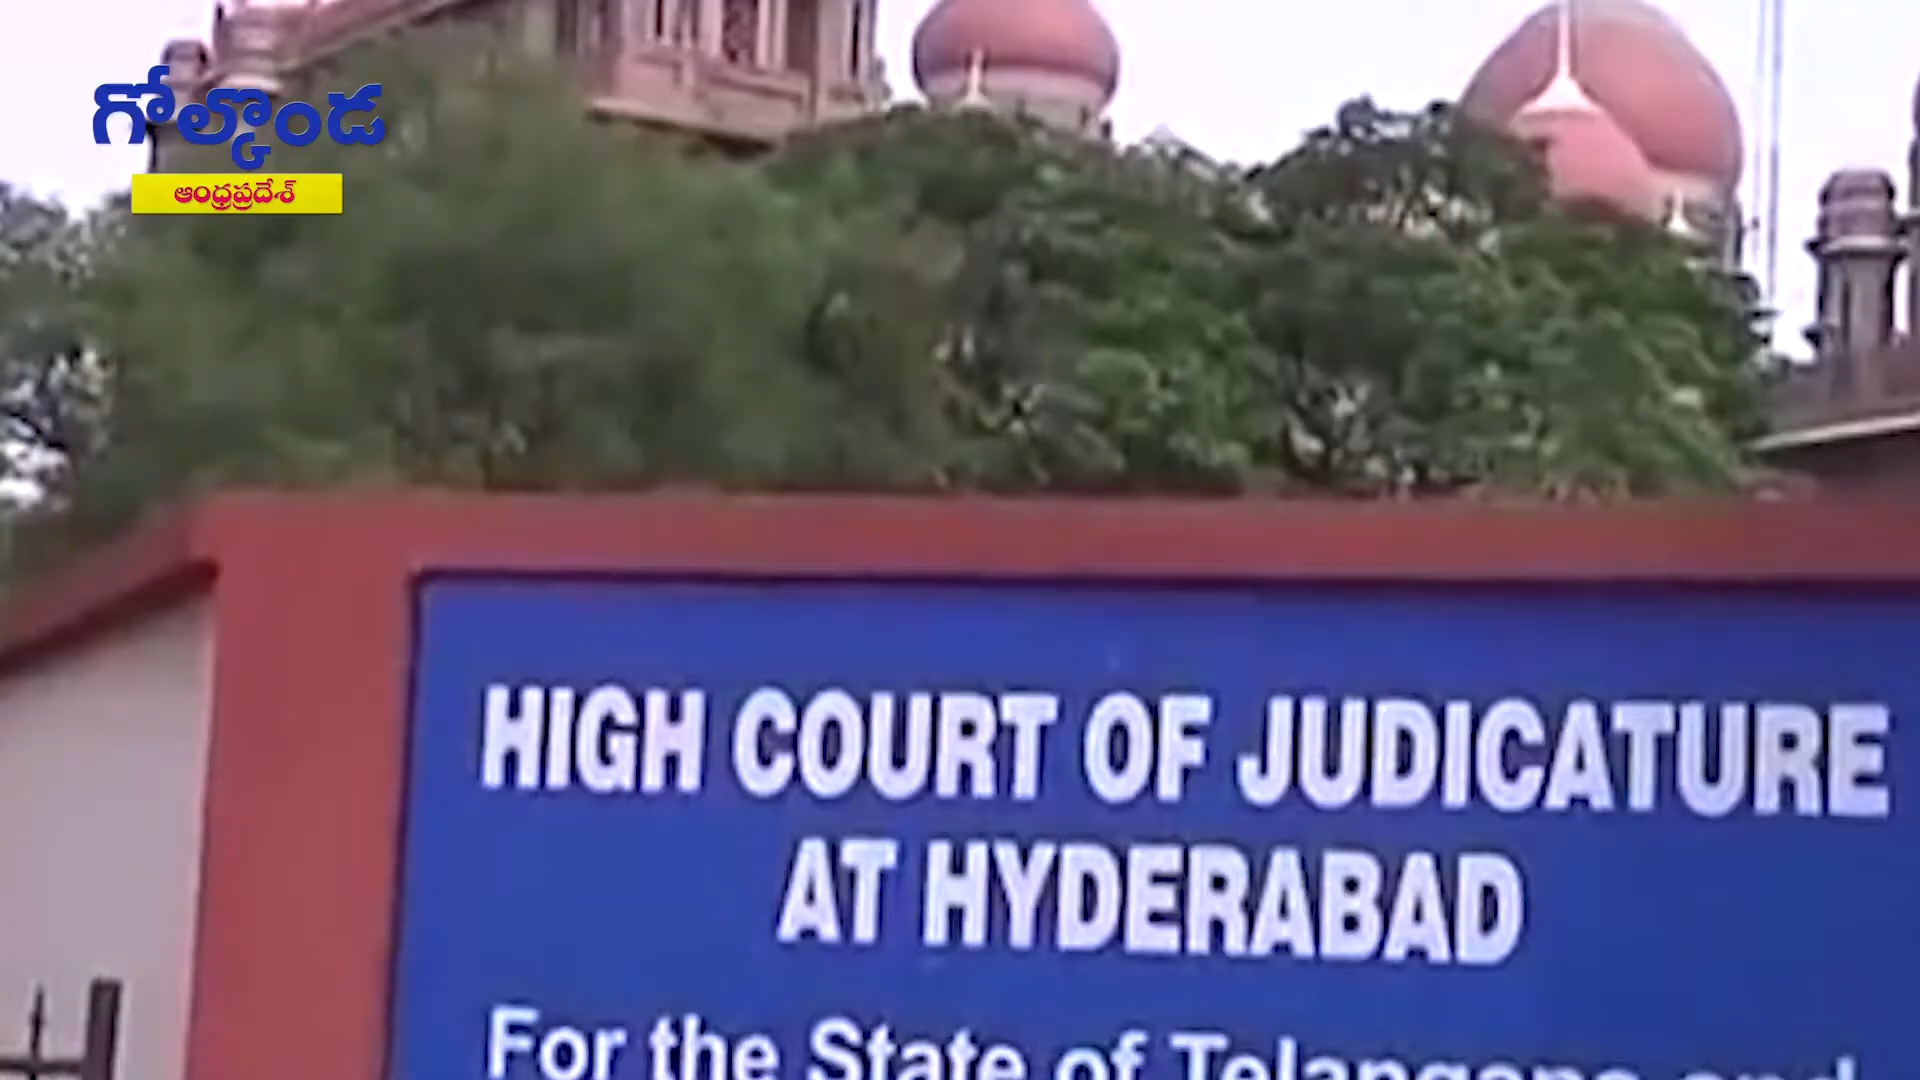 గోల్కొండ
ఆంధ్రప్రదేశ్
HIGH COURT OF JUDICATURE
AT HYDERABAD
For the State of Telangana and